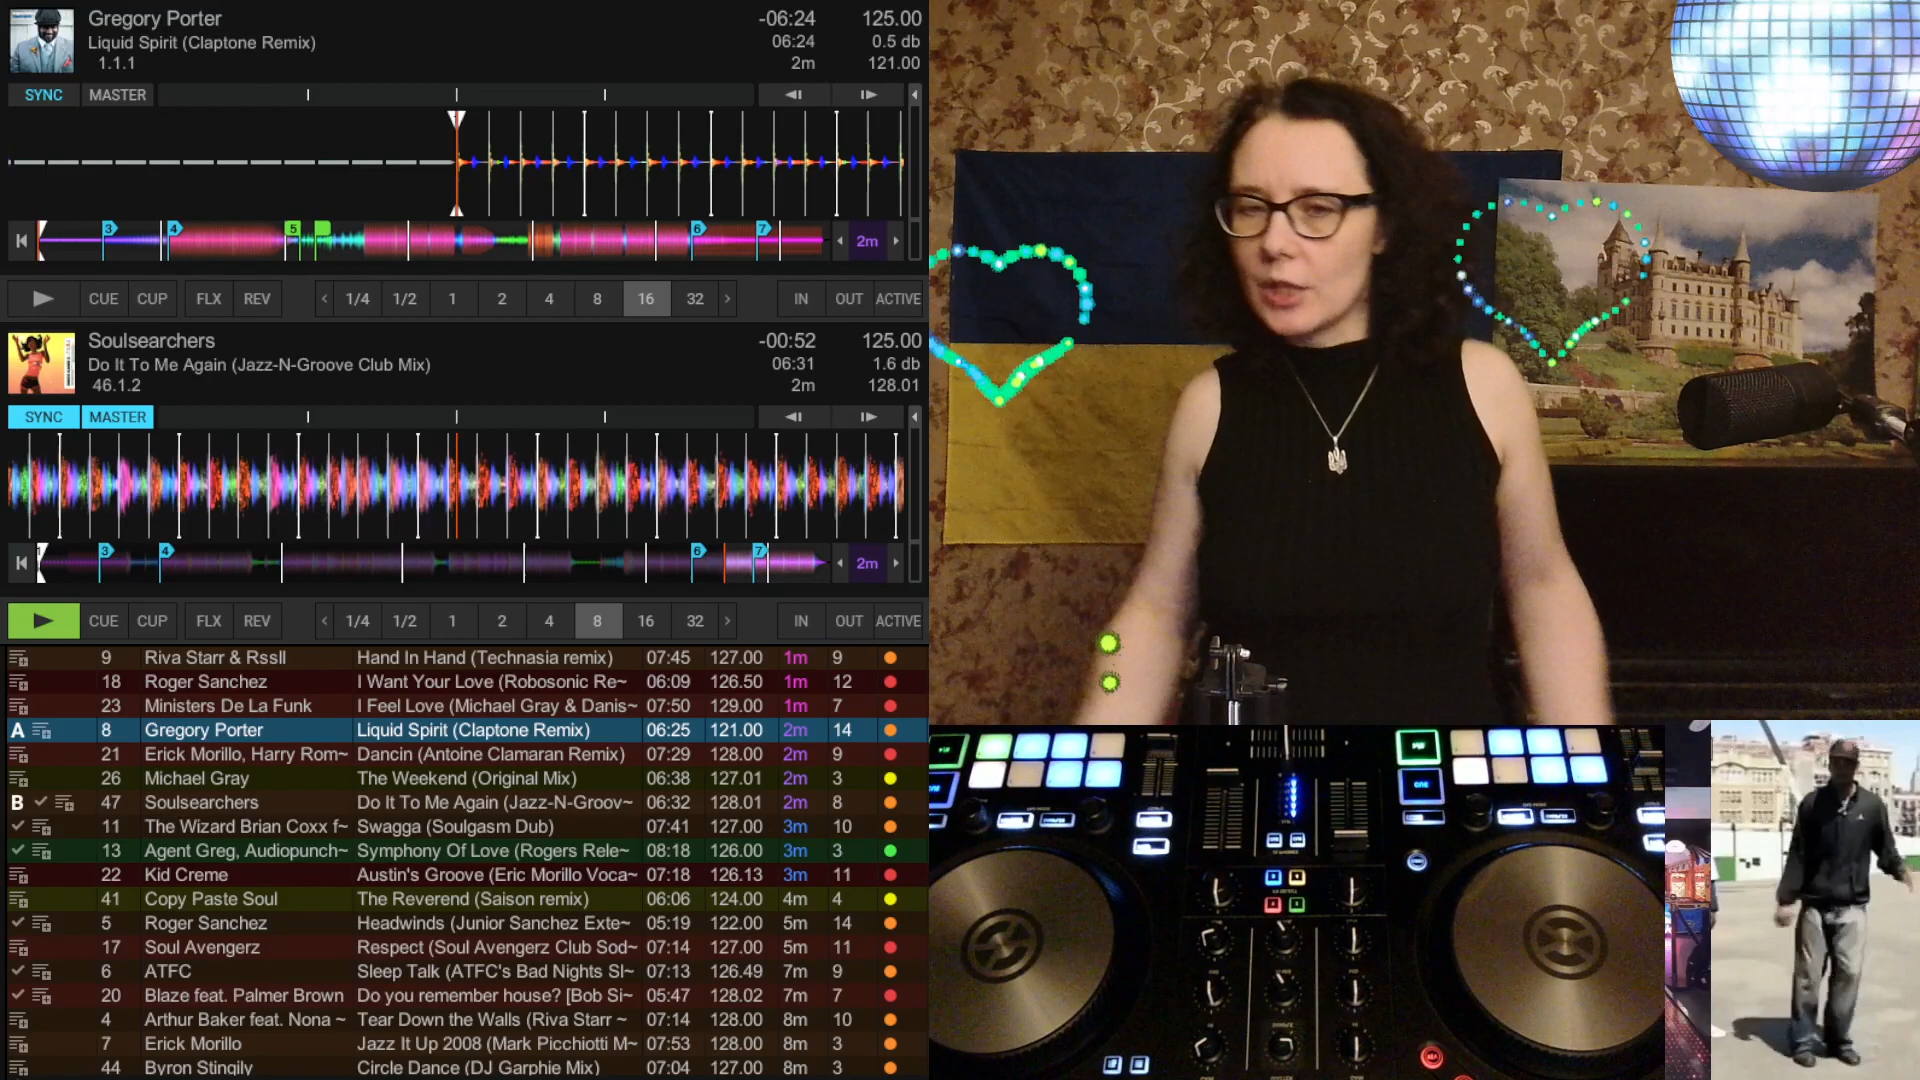 Gregory Porter -06:24 125.00
Liquid Spirit (Claptone Remix) 06:24 0.5 db
1.1.1 2m 121.00
SYNC MASTER
3 4 5 6 7 2m
CUE CUP FLX REV 1/4 1/2 1 2 4 8 16 32 IN OUT ACTIVE
Soulsearchers -00:52 125.00
Do It To Me Again (Jazz-N-Groove Club Mix) 06:31 1.6 db
46.1.2 2m 128.01
SYNC MASTER
1 3 4 6 7 2m
CUE CUP FLX REV 1/4 1/2 1 2 4 8 16 32 IN OUT ACTIVE
9 Riva Starr & Rssll Hand In Hand (Technasia remix) 07:45 127.00 1m 9
18 Roger Sanchez I Want Your Love (Robosonic Re~ 06:09 126.50 1m 12
23 Ministers De La Funk I Feel Love (Michael Gray & Danis~ 07:50 129.00 1m 7
A 8 Gregory Porter Liquid Spirit (Claptone Remix) 06:25 121.00 2m 14
21 Erick Morillo, Harry Rom~ Dancin (Antoine Clamaran Remix) 07:29 128.00 2m 9
26 Michael Gray The Weekend (Original Mix) 06:38 127.01 2m 3
B 47 Soulsearchers Do It To Me Again (Jazz-N-Groov~ 06:32 128.01 2m 8
11 The Wizard Brian Coxx f~ Swagga (Soulgasm Dub) 07:41 127.00 3m 10
13 Agent Greg, Audiopunch~ Symphony Of Love (Rogers Rele~ 08:18 126.00 3m 3
22 Kid Creme Austin's Groove (Eric Morillo Voca~ 07:18 126.13 3m 11
41 Copy Paste Soul The Reverend (Saison remix) 06:06 124.00 4m 4
5 Roger Sanchez Headwinds (Junior Sanchez Exte~ 05:19 122.00 5m 14
17 Soul Avengerz Respect (Soul Avengerz Club Sod~ 07:14 127.00 5m 11
6 ATFC Sleep Talk (ATFC's Bad Nights Sl~ 07:13 126.49 7m 9
20 Blaze feat. Palmer Brown Do you remember house? [Bob Si~ 05:47 128.02 7m 7
4 Arthur Baker feat. Nona ~ Tear Down the Walls (Riva Starr ~ 07:14 128.00 8m 10
7 Erick Morillo Jazz It Up 2008 (Mark Picchiotti M~ 07:53 128.00 8m 3
44 Byron Stingily Circle Dance (DJ Garphie Mix) 07:04 128.00 8m 3